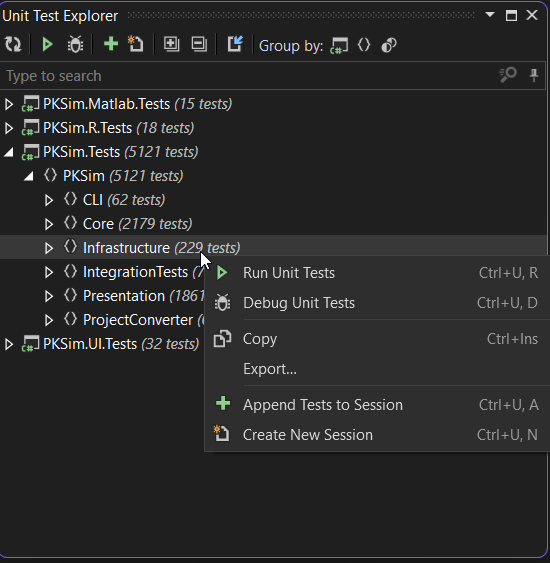 Unit Test Explorer
Group by:
Type to search
PKSim.Matlab.Tests (15 tests)
PKSim.R.Tests (18 tests)
PKSim.Tests (5121 tests)
PKSim (5121 tests)
CLI (62 tests)
Core (2179 tests)
Infrastructure (229 tests)
IntegrationTests (7
Presentation (1861
ProjectConverter (
PKSim.UI.Tests (32 tests)
Run Unit Tests Ctrl+U, R
Debug Unit Tests Ctrl+U, D
Copy Ctrl+Ins
Export...
Append Tests to Session Ctrl+U, A
Create New Session Ctrl+U, N